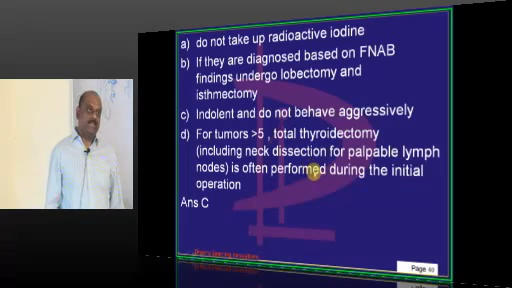 a) do not take up radioactive iodine
b) If they are diagnosed based on FNAB
findings undergo lobectomy and
isthmectomy
c) Indolent and do not behave aggressively
d) For tumors >5 , total thyroidectomy
(including neck dissection for palpable lymph
nodes) is often performed during the initial
operation
Ans C
Page 40